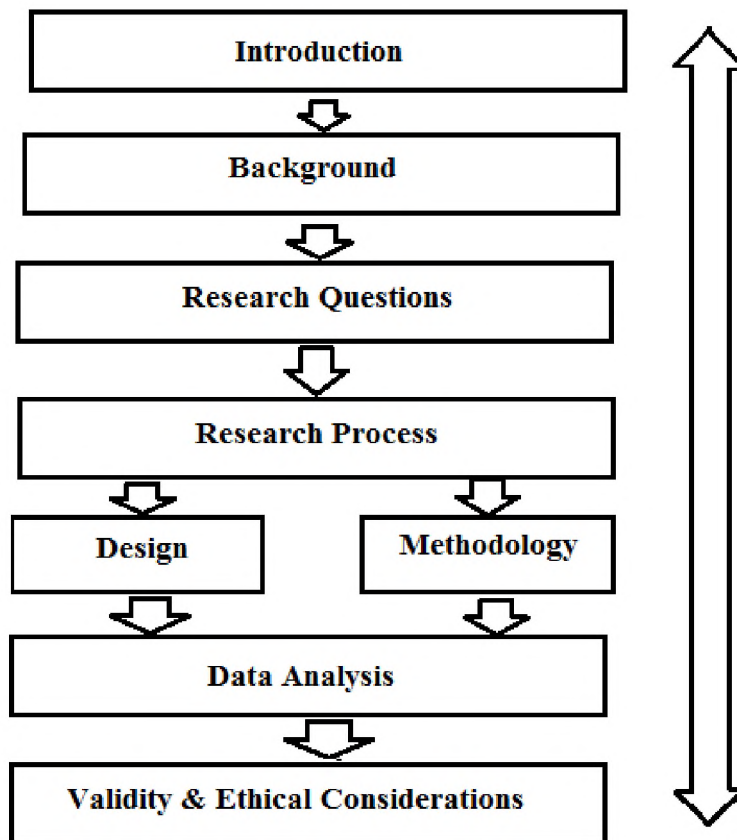 Introduction
Background
Research Questions
Research Process
Design
Methodology
Data Analysis
Validity & Ethical Considerations